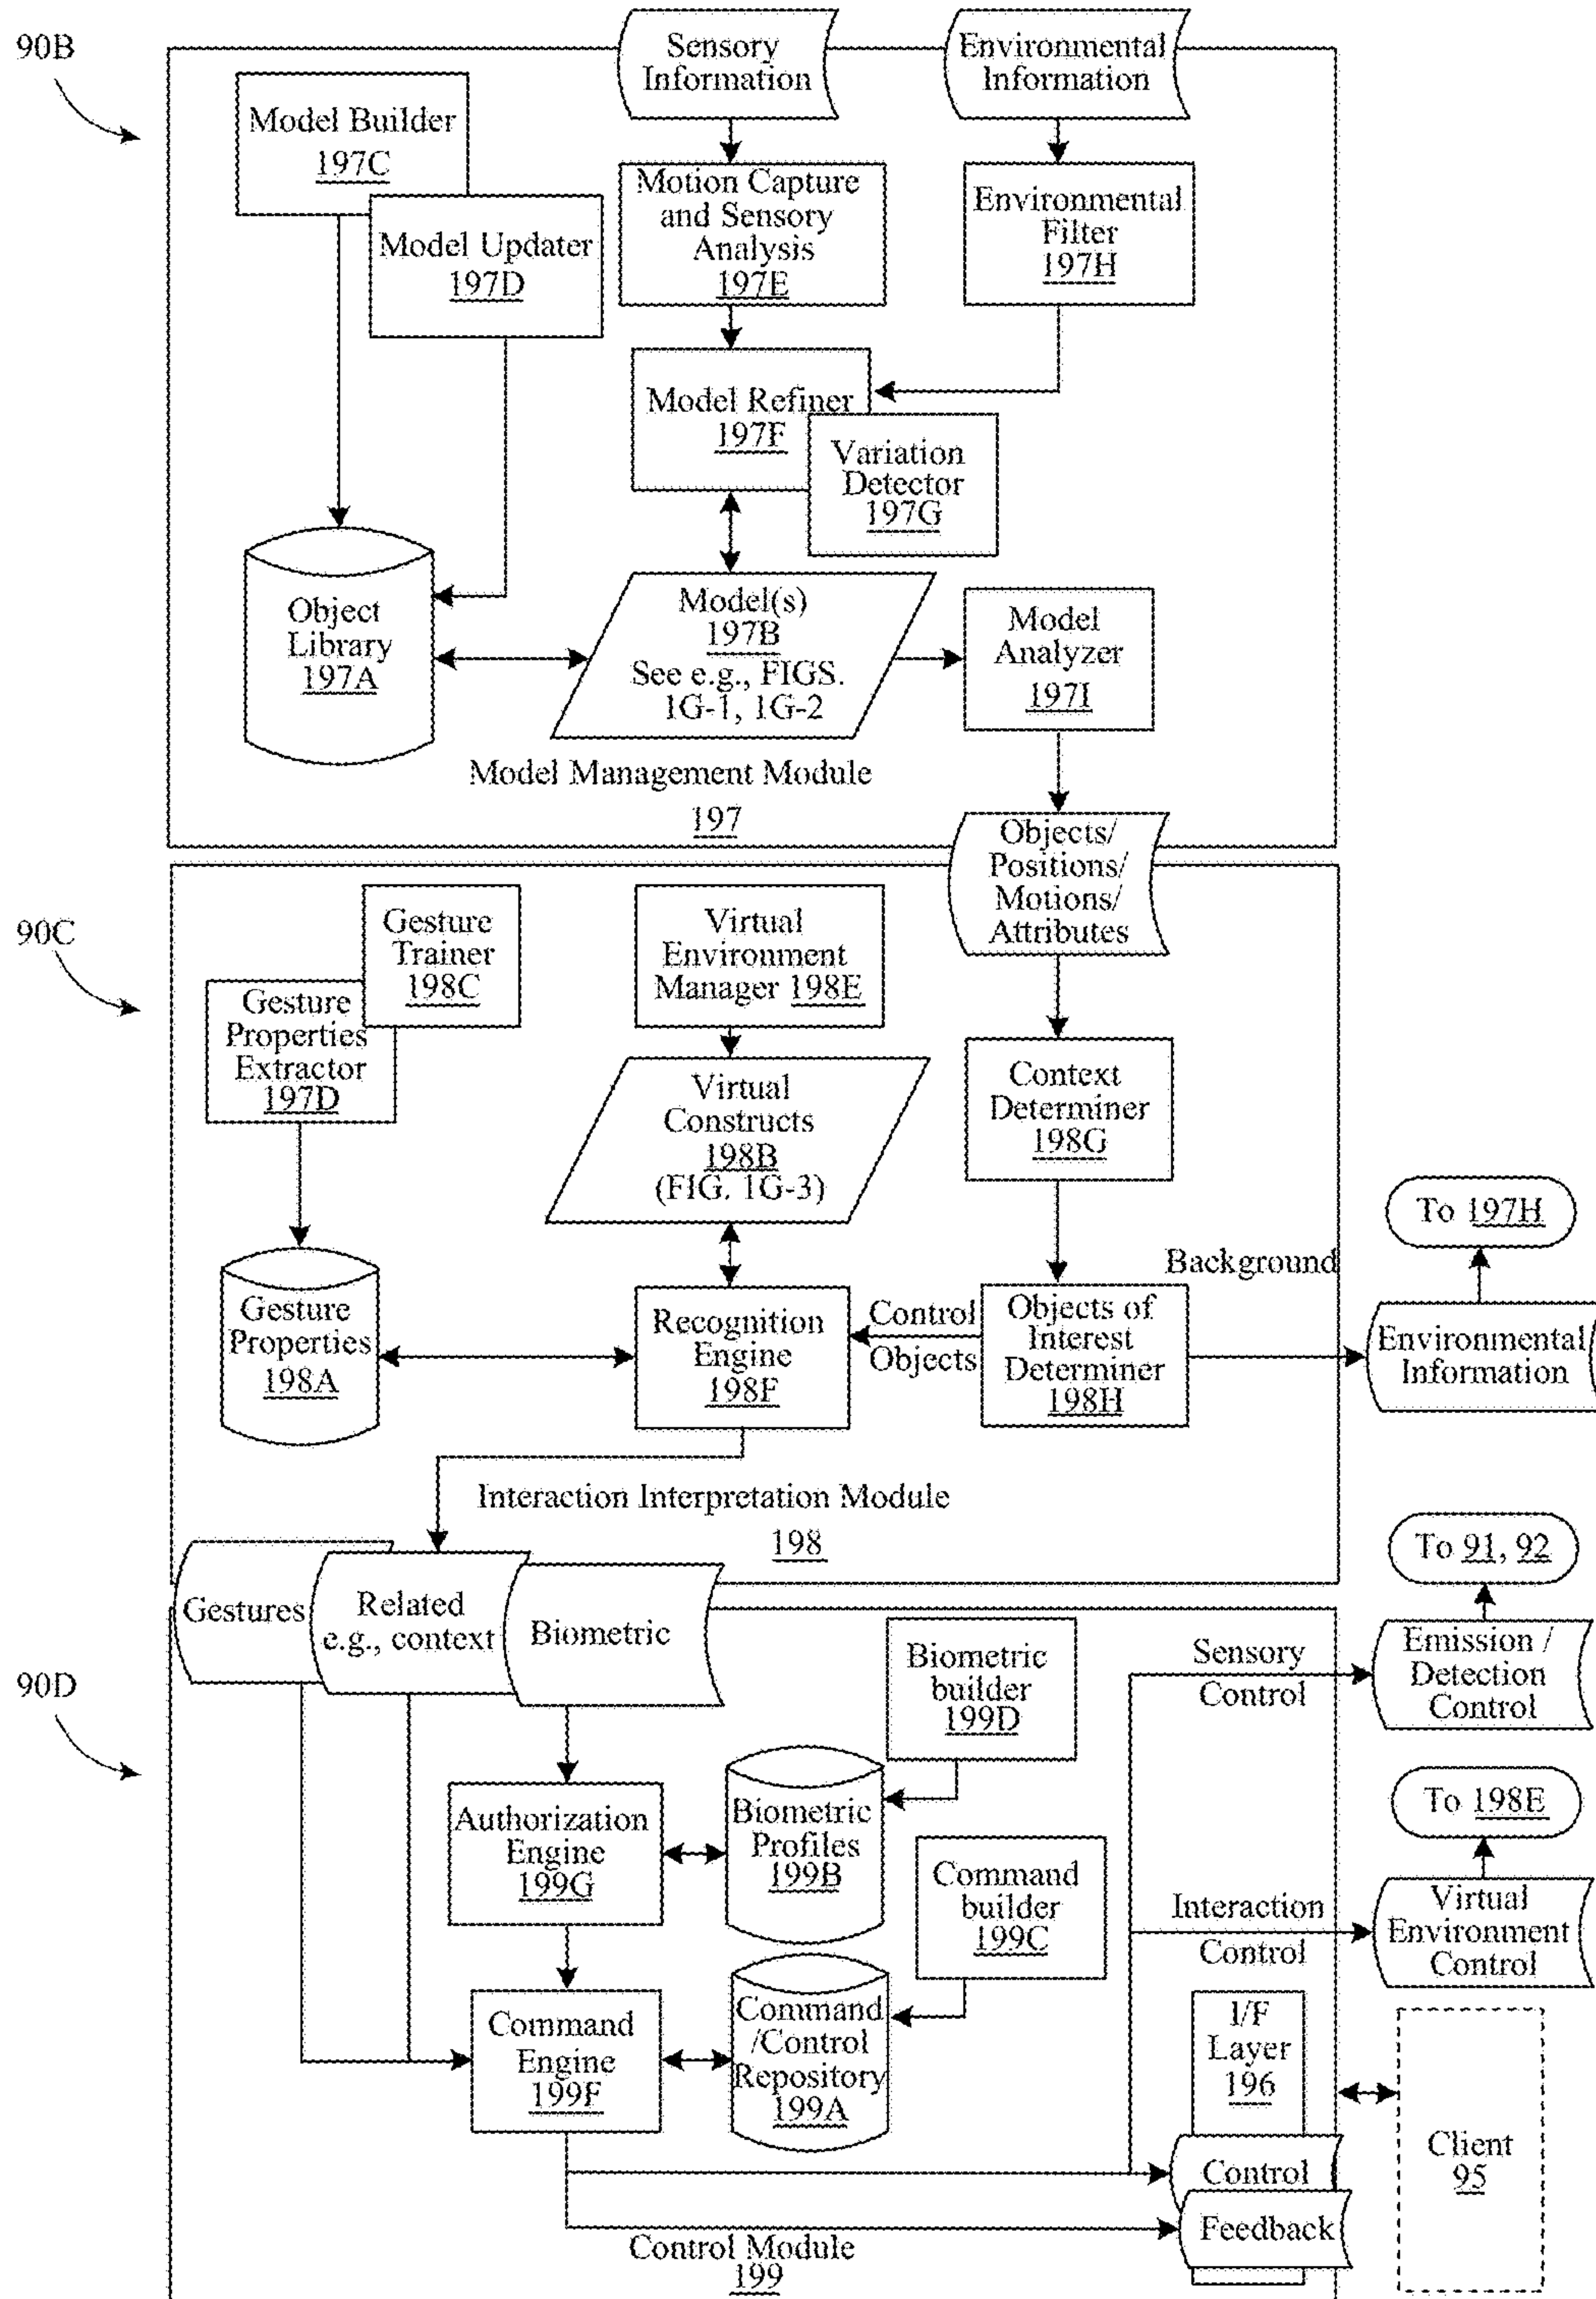 90B
Sensory
Information
Environmental
Information
Model Builder
197C
Model Updater
197D
Motion Capture
and Sensory
Analysis
197E
Environmental
Filter
197H
Model Refiner
197F
Variation
Detector
197G
Object
Library
197A
Model(s)
197B
See e.g., FIGS.
1G-1, 1G-2
Model
Analyzer
197I
Model Management Module
197
Objects/
Positions/
Motions/
Attributes
90C
Gesture
Trainer
198C
Gesture
Properties
Extractor
197D
Virtual
Environment
Manager 198E
Virtual
Constructs
198B
(FIG. 1G-3)
Context
Determiner
198G
To 197H
Background
Gesture
Properties
198A
Recognition
Engine
198F
Control
Objects
Objects of
Interest
Determiner
198H
Environmental
Information
Interaction Interpretation Module
198
To 91, 92
Gestures
Related
e.g., context
Biometric
90D
Biometric
builder
199D
Sensory
Control
Emission /
Detection
Control
To 198E
Authorization
Engine
199G
Biometric
Profiles
199B
Command
builder
199C
Interaction
Control
Virtual
Environment
Control
Command
Engine
199F
Command
/Control
Repository
199A
I/F
Layer
196
Client
95
Control
Feedback
Control Module
199